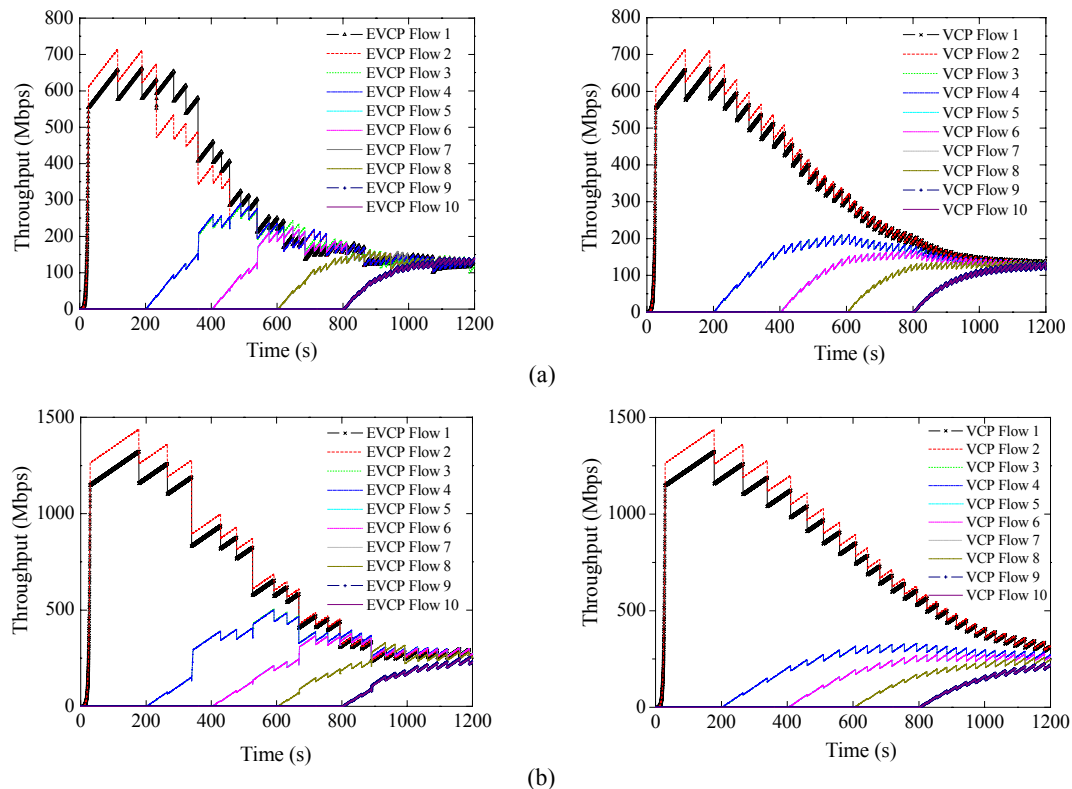 800
700
600
500
400
300
200
100
0
Throughput (Mbps)
0 200 400 600 800 1000 1200
Time (s)
EVCP Flow 1
EVCP Flow 2
EVCP Flow 3
EVCP Flow 4
EVCP Flow 5
EVCP Flow 6
EVCP Flow 7
EVCP Flow 8
EVCP Flow 9
EVCP Flow 10
800
700
600
500
400
300
200
100
0
Throughput (Mbps)
0 200 400 600 800 1000 1200
Time (s)
VCP Flow 1
VCP Flow 2
VCP Flow 3
VCP Flow 4
VCP Flow 5
VCP Flow 6
VCP Flow 7
VCP Flow 8
VCP Flow 9
VCP Flow 10
(a)
1500
1000
500
0
Throughput (Mbps)
0 200 400 600 800 1000 1200
Time (s)
EVCP Flow 1
EVCP Flow 2
EVCP Flow 3
EVCP Flow 4
EVCP Flow 5
EVCP Flow 6
EVCP Flow 7
EVCP Flow 8
EVCP Flow 9
EVCP Flow 10
1500
1000
500
0
Throughput (Mbps)
0 200 400 600 800 1000 1200
Time (s)
VCP Flow 1
VCP Flow 2
VCP Flow 3
VCP Flow 4
VCP Flow 5
VCP Flow 6
VCP Flow 7
VCP Flow 8
VCP Flow 9
VCP Flow 10
(b)